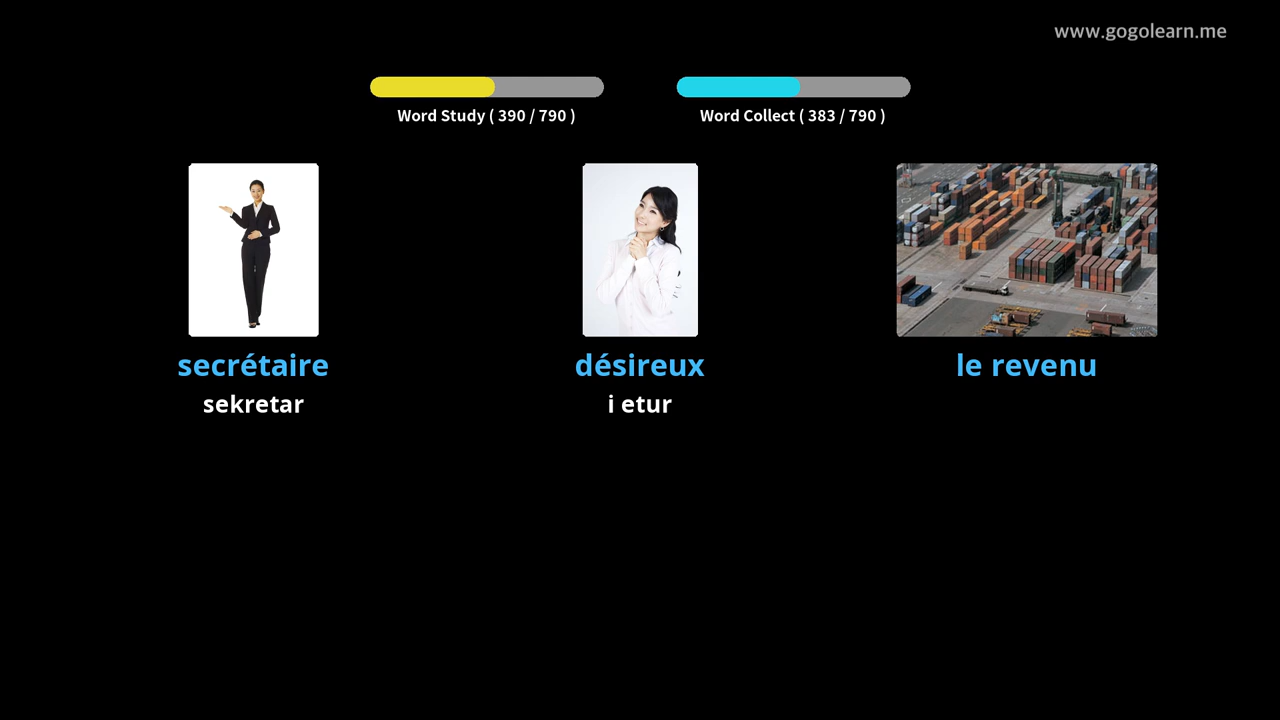 www.gogolearn.me
Word Study ( 390 / 790 )
Word Collect ( 383 / 790 )
secrétaire
sekretar
désireux
i etur
le revenu